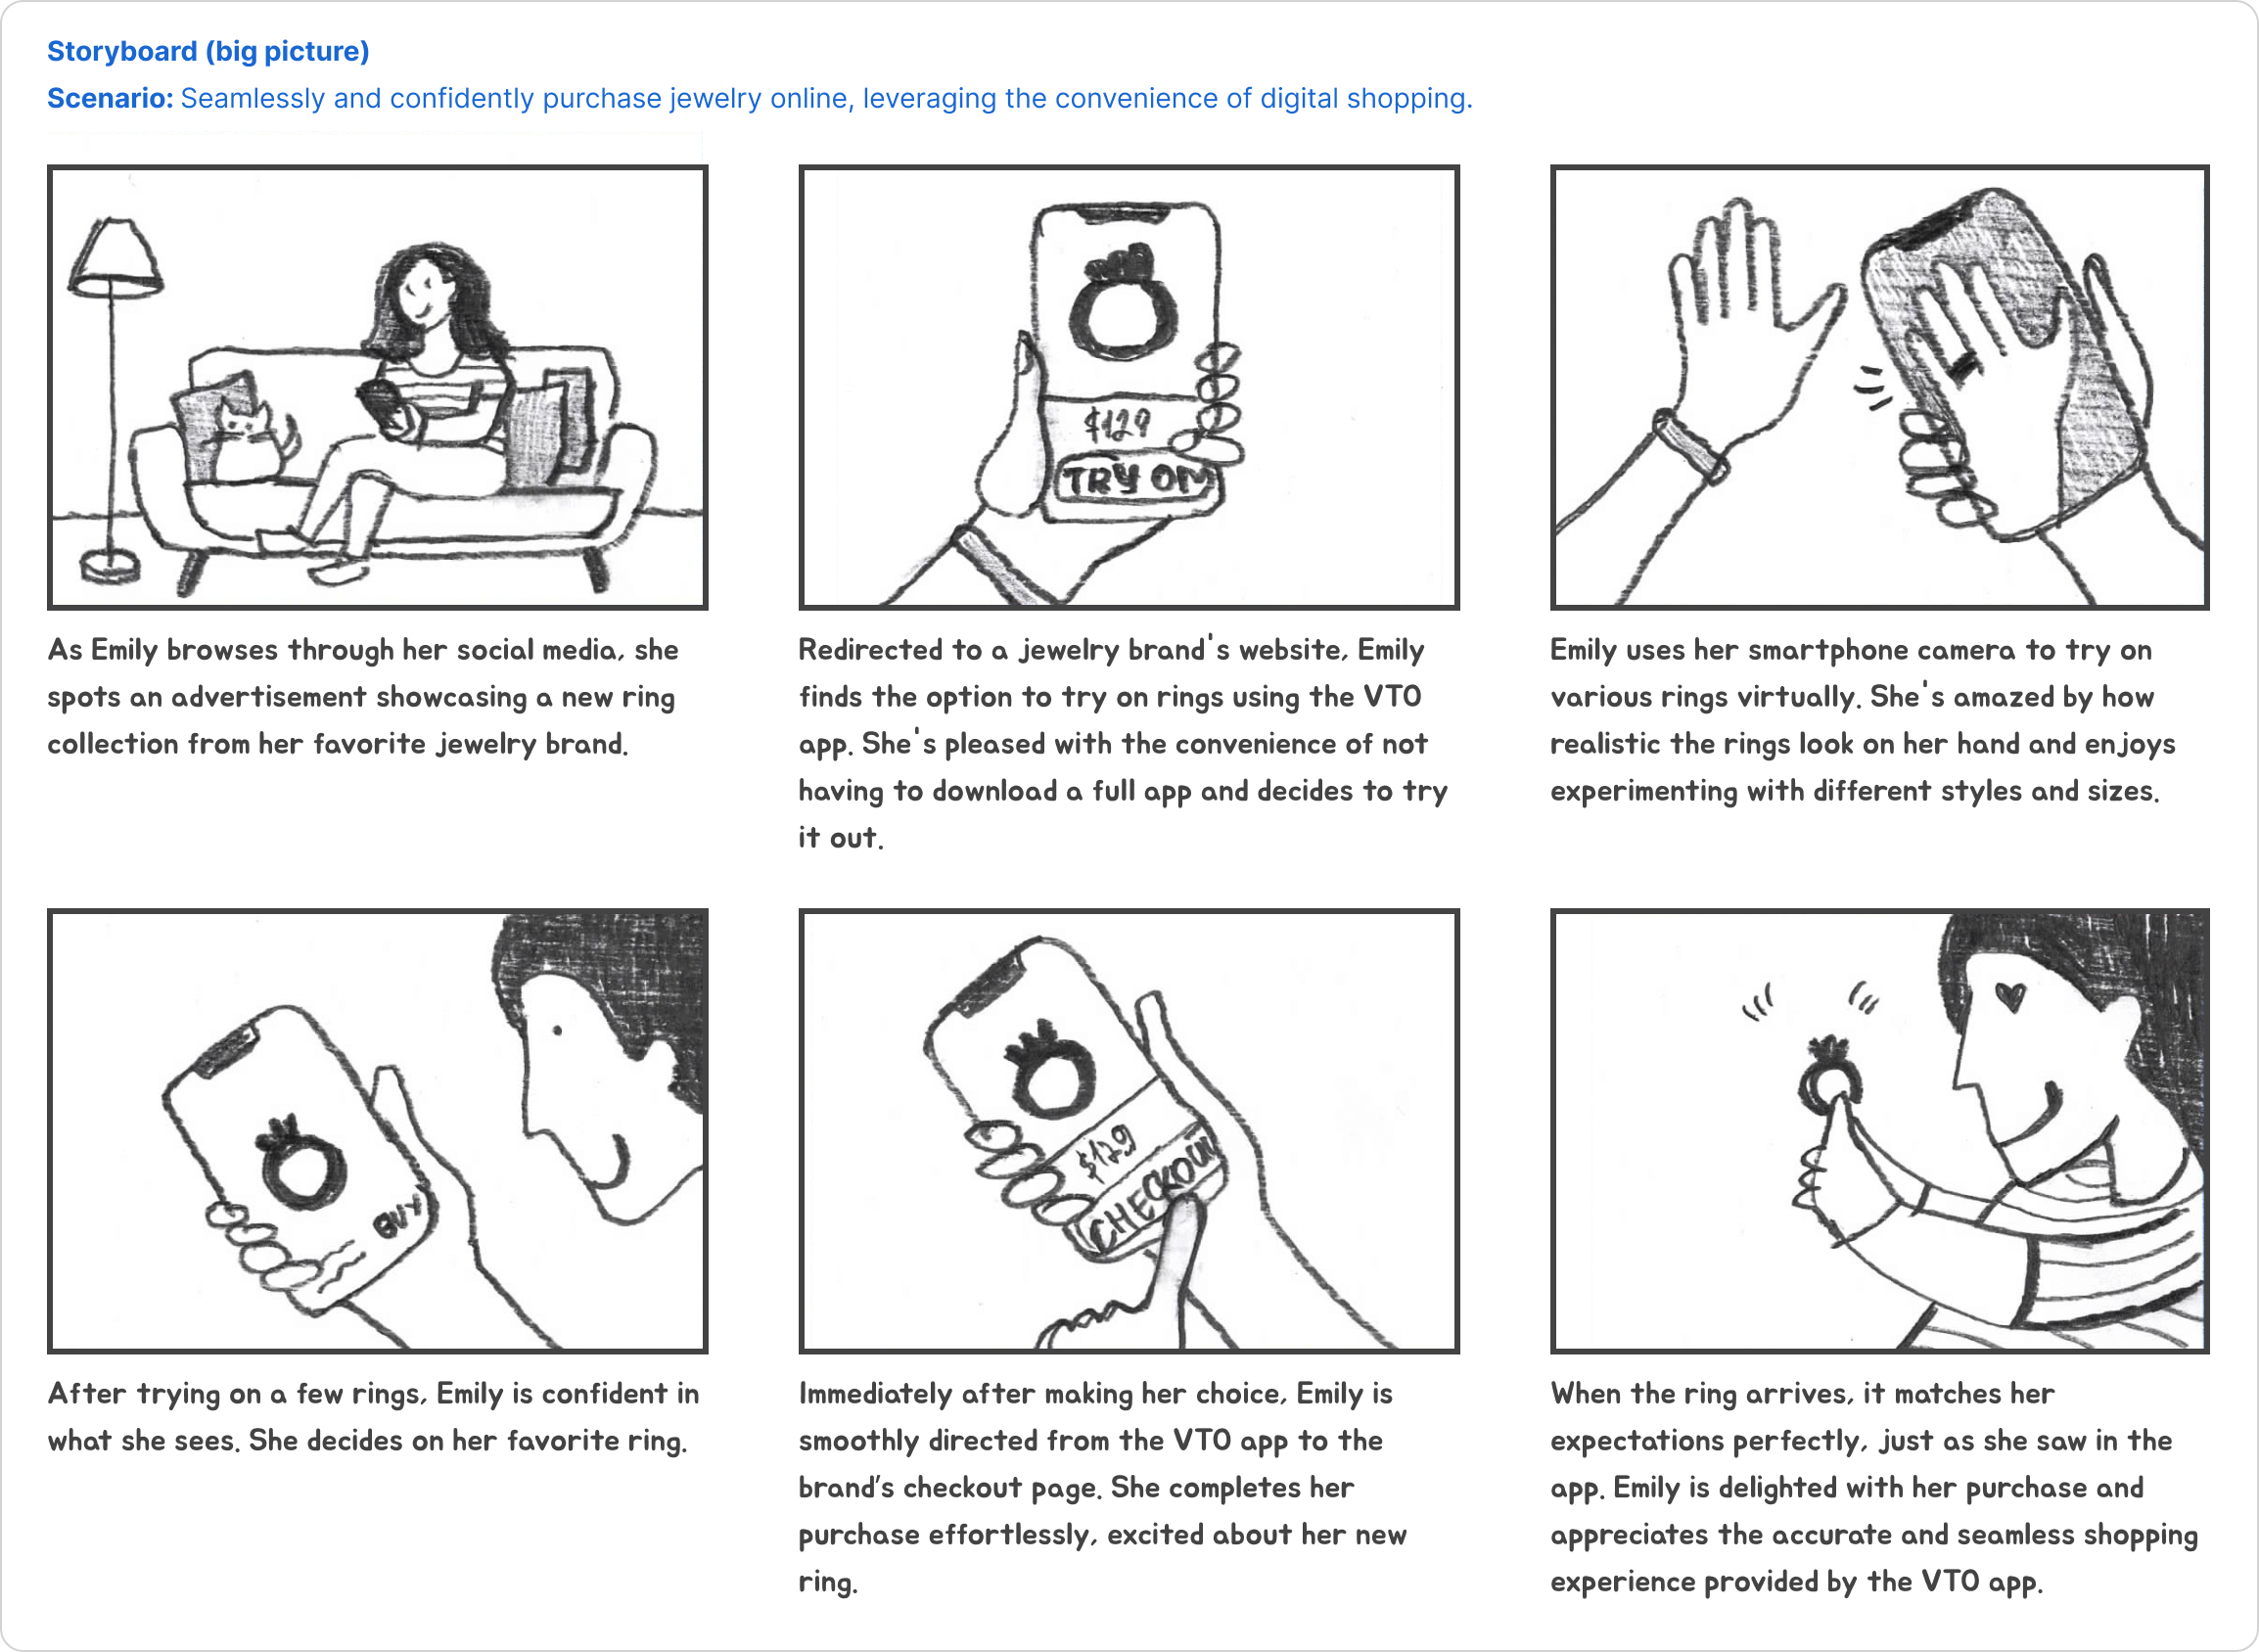 Storyboard (big picture)
Scenario: Seamlessly and confidently purchase jewelry online, leveraging the convenience of digital shopping.
$129
TRY ON
As Emily browses through her social media, she
spots an advertisement showcasing a new ring
collection from her favorite jewelry brand.
Redirected to a jewelry brand's website, Emily
finds the option to try on rings using the VTO
app. She's pleased with the convenience of not
having to download a full app and decides to try
it out.
Emily uses her smartphone camera to try on
various rings virtually. She's amazed by how
realistic the rings look on her hand and enjoys
experimenting with different styles and sizes.
BUY
$129
CHECKOUT
After trying on a few rings, Emily is confident in
what she sees. She decides on her favorite ring.
Immediately after making her choice, Emily is
smoothly directed from the VTO app to the
brand’s checkout page. She completes her
purchase effortlessly, excited about her new
ring.
When the ring arrives, it matches her
expectations perfectly, just as she saw in the
app. Emily is delighted with her purchase and
appreciates the accurate and seamless shopping
experience provided by the VTO app.